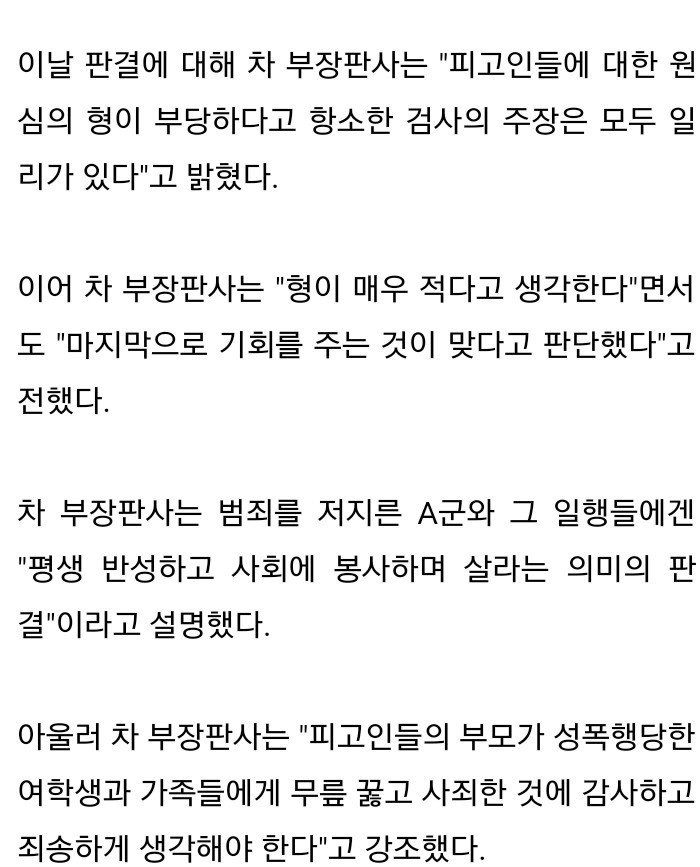 이날 판결에 대해 차 부장판사는 "피고인들에 대한 원
심의 형이 부당하다고 항소한 검사의 주장은 모두 일
리가 있다"고 밝혔다.
이어 차 부장판사는 "형이 매우 적다고 생각한다"면서
도 "마지막으로 기회를 주는 것이 맞다고 판단했다"고
전했다.
차 부장판사는 범죄를 저지른 A군와 그 일행들에겐
"평생 반성하고 사회에 봉사하며 살라는 의미의 판
결"이라고 설명했다.
아울러 차 부장판사는 "피고인들의 부모가 성폭행당한
여학생과 가족들에게 무릎 꿇고 사죄한 것에 감사하고
죄송하게 생각해야 한다"고 강조했다.